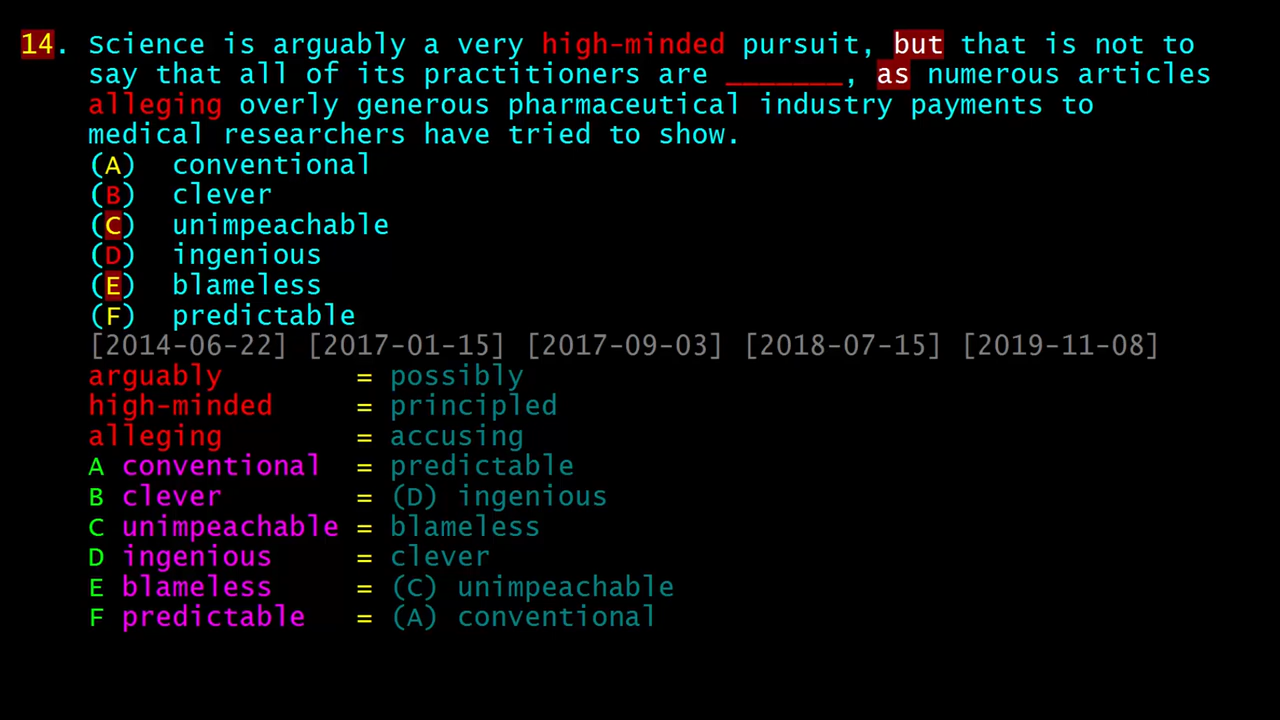 14. Science is arguably a very high-minded pursuit, but that is not to
say that all of its practitioners are _______, as numerous articles
alleging overly generous pharmaceutical industry payments to
medical researchers have tried to show.
(A) conventional
(B) clever
(C) unimpeachable
(D) ingenious
(E) blameless
(F) predictable
[2014-06-22] [2017-01-15] [2017-09-03] [2018-07-15] [2019-11-08]
arguably = possibly
high-minded = principled
alleging = accusing
A conventional = predictable
B clever = (D) ingenious
C unimpeachable = blameless
D ingenious = clever
E blameless = (C) unimpeachable
F predictable = (A) conventional